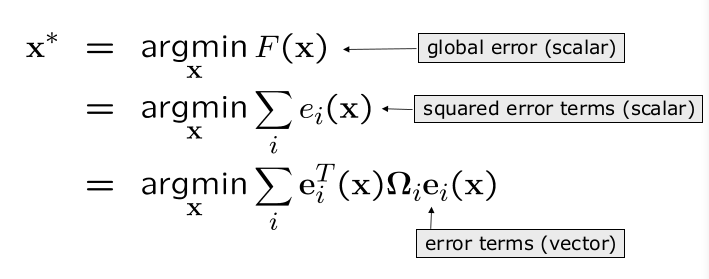 x* = argmin F(x) global error (scalar)
x
= argmin ∑ e_i(x) squared error terms (scalar)
x i
= argmin ∑ e_i^T(x)Ω_i e_i(x)
x i
error terms (vector)